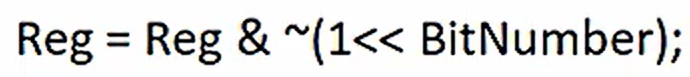 Reg = Reg & ~(1<< BitNumber);